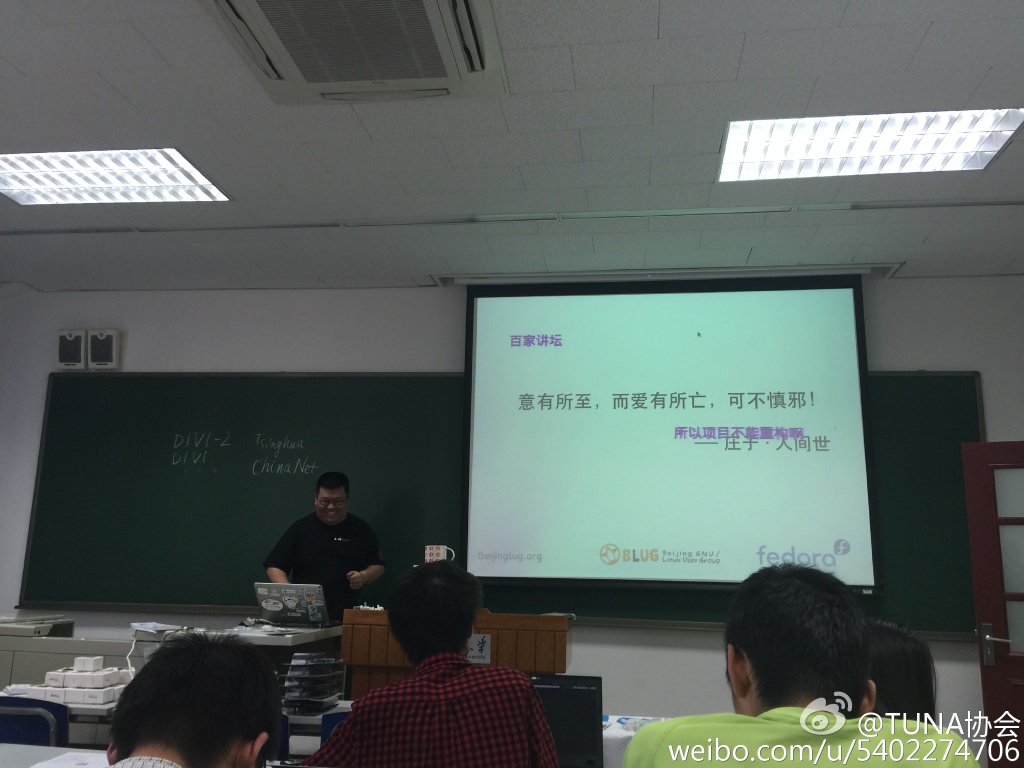 百家讲坛
意有所至，而爱有所亡，可不慎邪！
所以项目不能重构啊
── 庄子·人间世
Beijinglug.org
BLUG
Beijing GNU/
Linux User Group
fedora
DIVI-2 Tsinghua
DIVI ChinaNet
@TUNA协会
weibo.com/u/5402274706